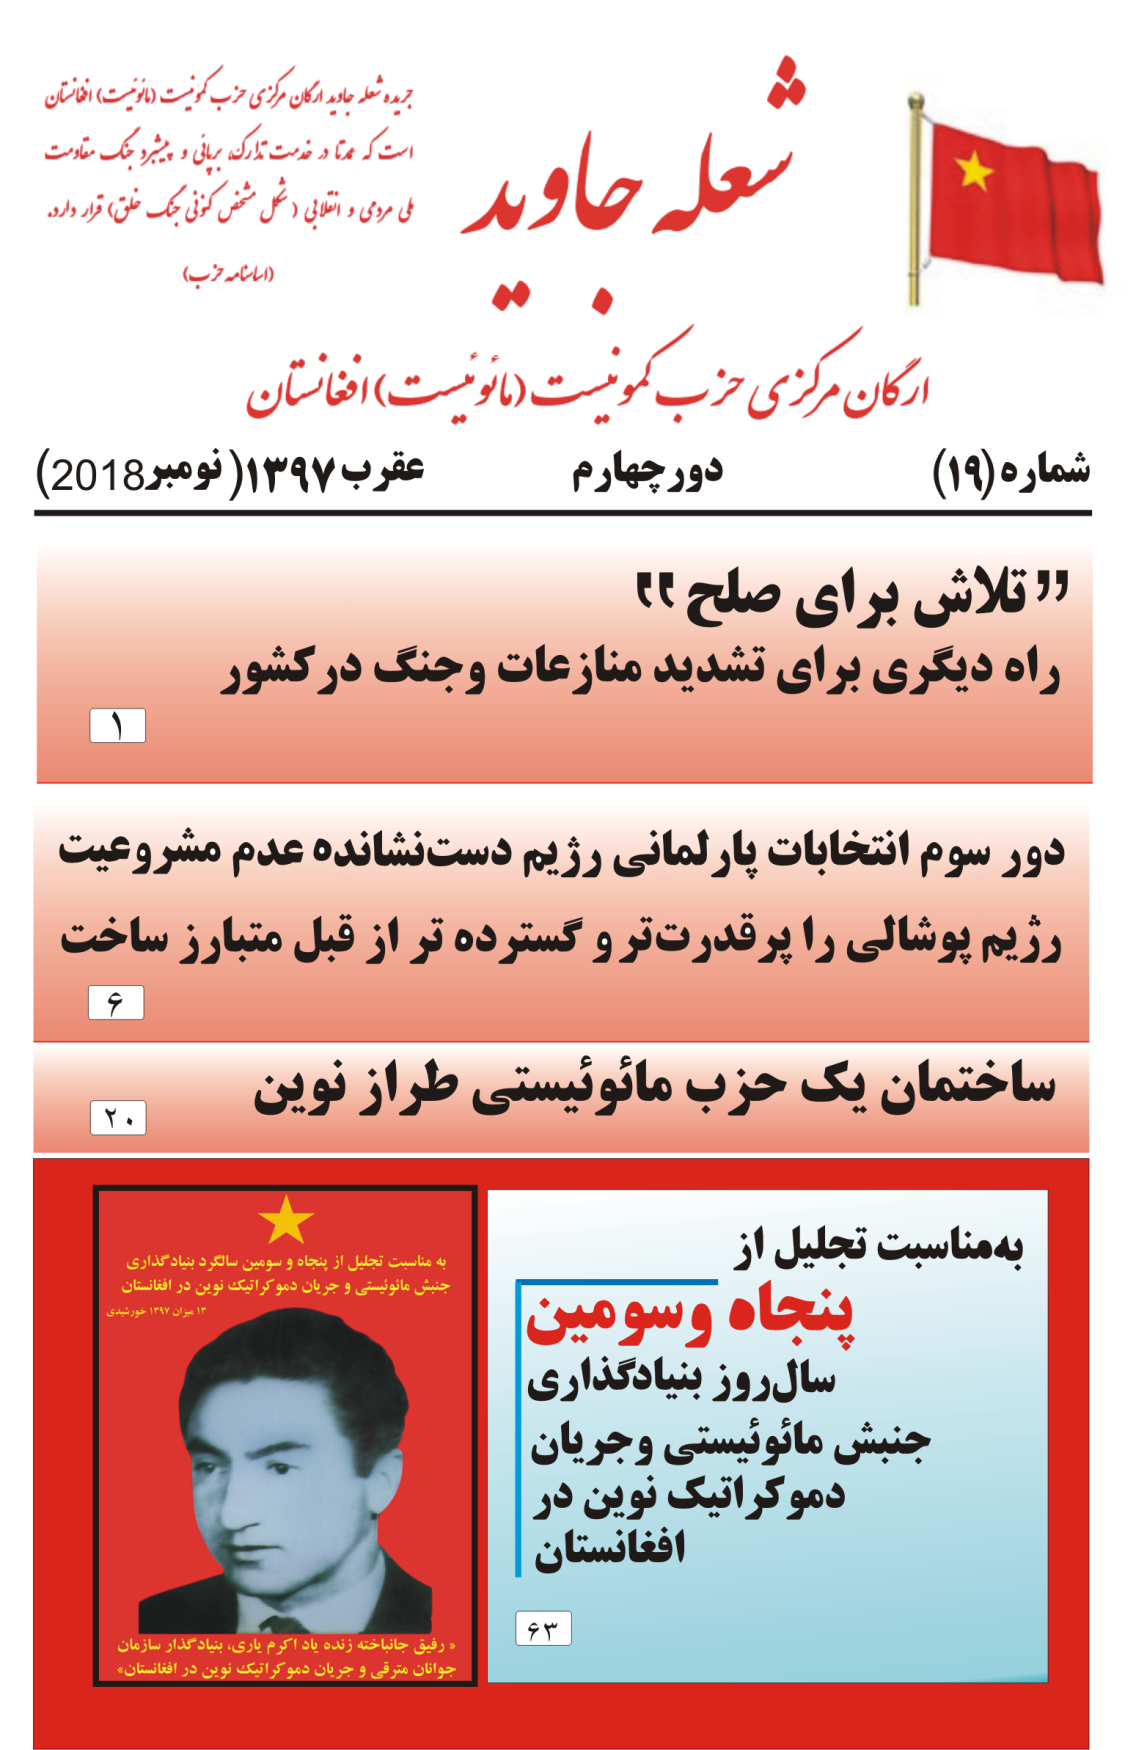 شعله جاوید
جریده شعله جاوید ارگان مرکزی حزب کمونیست (مائوئیست) افغانستان
است که عمدتا در خدمت تدارک، برپائی و پیشبرد جنگ مقاومت
ملی مردمی و انقلابی (شکل مشخص کنونی جنگ خلق) قرار دارد.
(اساسنامه حزب)
ارگان مرکزی حزب کمونیست (مائوئیست) افغانستان
شماره (۱۹)
دور چهارم
عقرب ۱۳۹۷( نومبر 2018)
”تلاش برای صلح”
راه دیگری برای تشدید منازعات وجنگ در کشور
۱
دور سوم انتخابات پارلمانی رژیم دست‌نشانده عدم مشروعیت
رژیم پوشالی را پرقدرت‌تر و گسترده تر از قبل متبارز ساخت
۶
ساختمان یک حزب مائوئیستی طراز نوین
۲۰
به‌مناسبت تجلیل از
پنجاه وسومین
سال‌روز بنیادگذاری
جنبش مائوئیستی وجریان
دموکراتیک نوین در
افغانستان
۶۳
به مناسبت تجلیل از پنجاه و سومین سالگرد بنیادگذاری
جنبش مائوئیستی و جریان دموکراتیک نوین در افغانستان
۱۳ میزان ۱۳۹۷ خورشیدی
« رفیق جانباخته زنده یاد اکرم یاری، بنیادگذار سازمان
جوانان مترقی و جریان دموکراتیک نوین در افغانستان»